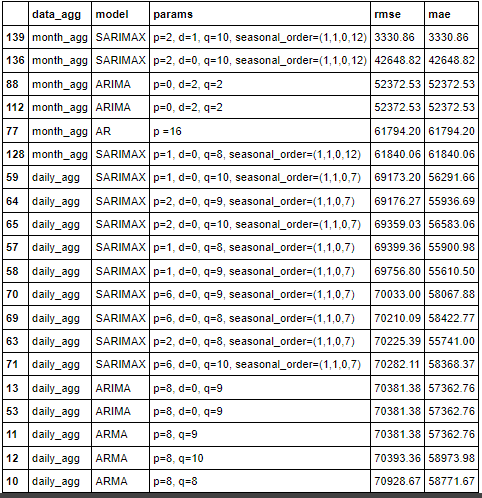 data_agg model params rmse mae
139 month_agg SARIMAX p=2, d=1, q=10, seasonal_order=(1,1,0,12) 3330.86 3330.86
136 month_agg SARIMAX p=2, d=0, q=10, seasonal_order=(1,1,0,12) 42648.82 42648.82
88 month_agg ARIMA p=0, d=2, q=2 52372.53 52372.53
112 month_agg ARIMA p=0, d=2, q=2 52372.53 52372.53
77 month_agg AR p =16 61794.20 61794.20
128 month_agg SARIMAX p=1, d=0, q=8, seasonal_order=(1,1,0,12) 61840.06 61840.06
59 daily_agg SARIMAX p=1, d=0, q=10, seasonal_order=(1,1,0,7) 69173.20 56291.66
64 daily_agg SARIMAX p=2, d=0, q=9, seasonal_order=(1,1,0,7) 69176.27 55936.69
65 daily_agg SARIMAX p=2, d=0, q=10, seasonal_order=(1,1,0,7) 69359.03 56583.06
57 daily_agg SARIMAX p=1, d=0, q=8, seasonal_order=(1,1,0,7) 69399.36 55900.98
58 daily_agg SARIMAX p=1, d=0, q=9, seasonal_order=(1,1,0,7) 69756.80 55610.50
70 daily_agg SARIMAX p=6, d=0, q=9, seasonal_order=(1,1,0,7) 70033.00 58067.88
69 daily_agg SARIMAX p=6, d=0, q=8, seasonal_order=(1,1,0,7) 70210.09 58422.77
63 daily_agg SARIMAX p=2, d=0, q=8, seasonal_order=(1,1,0,7) 70225.39 55741.00
71 daily_agg SARIMAX p=6, d=0, q=10, seasonal_order=(1,1,0,7) 70282.11 58368.37
13 daily_agg ARIMA p=8, d=0, q=9 70381.38 57362.76
53 daily_agg ARIMA p=8, d=0, q=9 70381.38 57362.76
11 daily_agg ARMA p=8, q=9 70381.38 57362.76
12 daily_agg ARMA p=8, q=10 70393.36 58973.98
10 daily_agg ARMA p=8, q=8 70928.67 58771.67